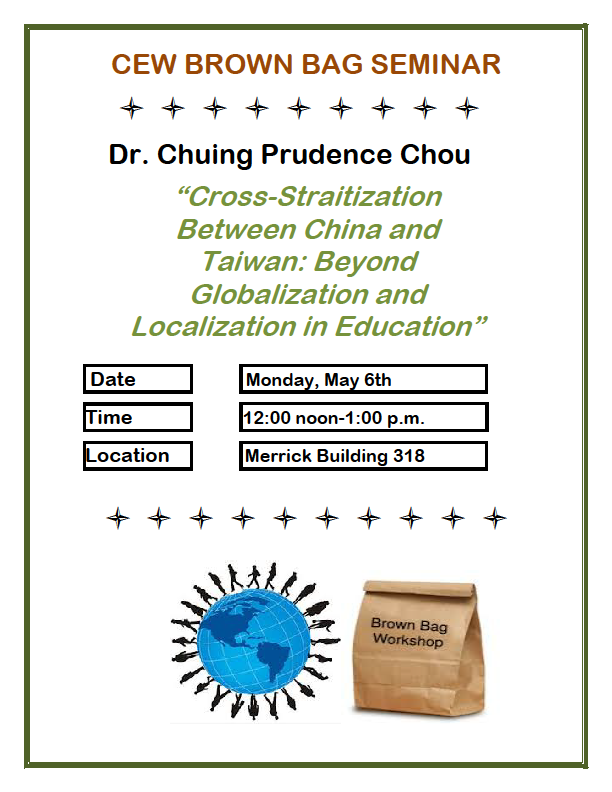 CEW BROWN BAG SEMINAR
Dr. Chuing Prudence Chou
“Cross-Straitization
Between China and
Taiwan: Beyond
Globalization and
Localization in Education”
Date
Monday, May 6th
Time
12:00 noon-1:00 p.m.
Location
Merrick Building 318
Brown Bag
Workshop